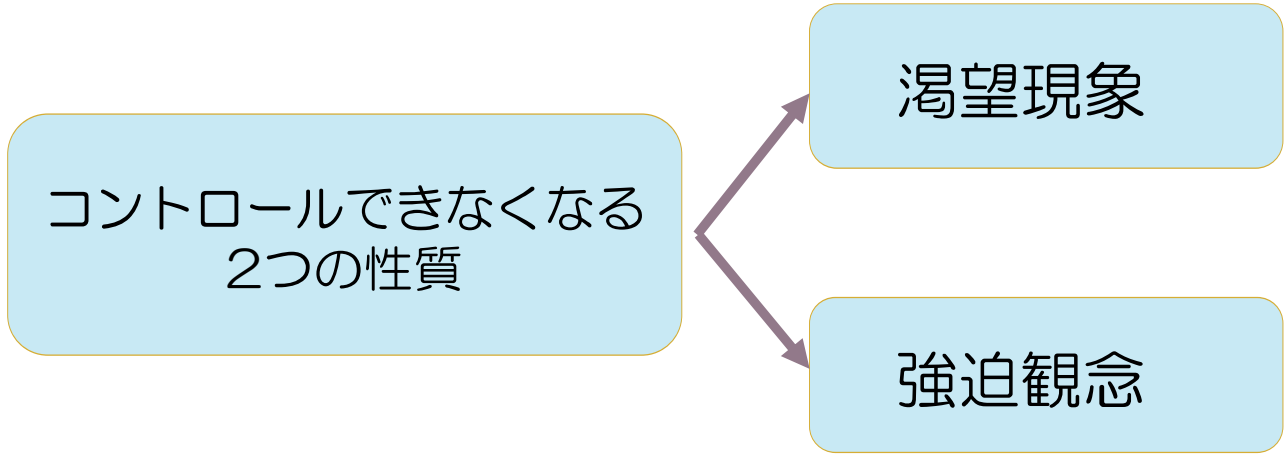 コントロールできなくなる
2つの性質
渇望現象
強迫観念